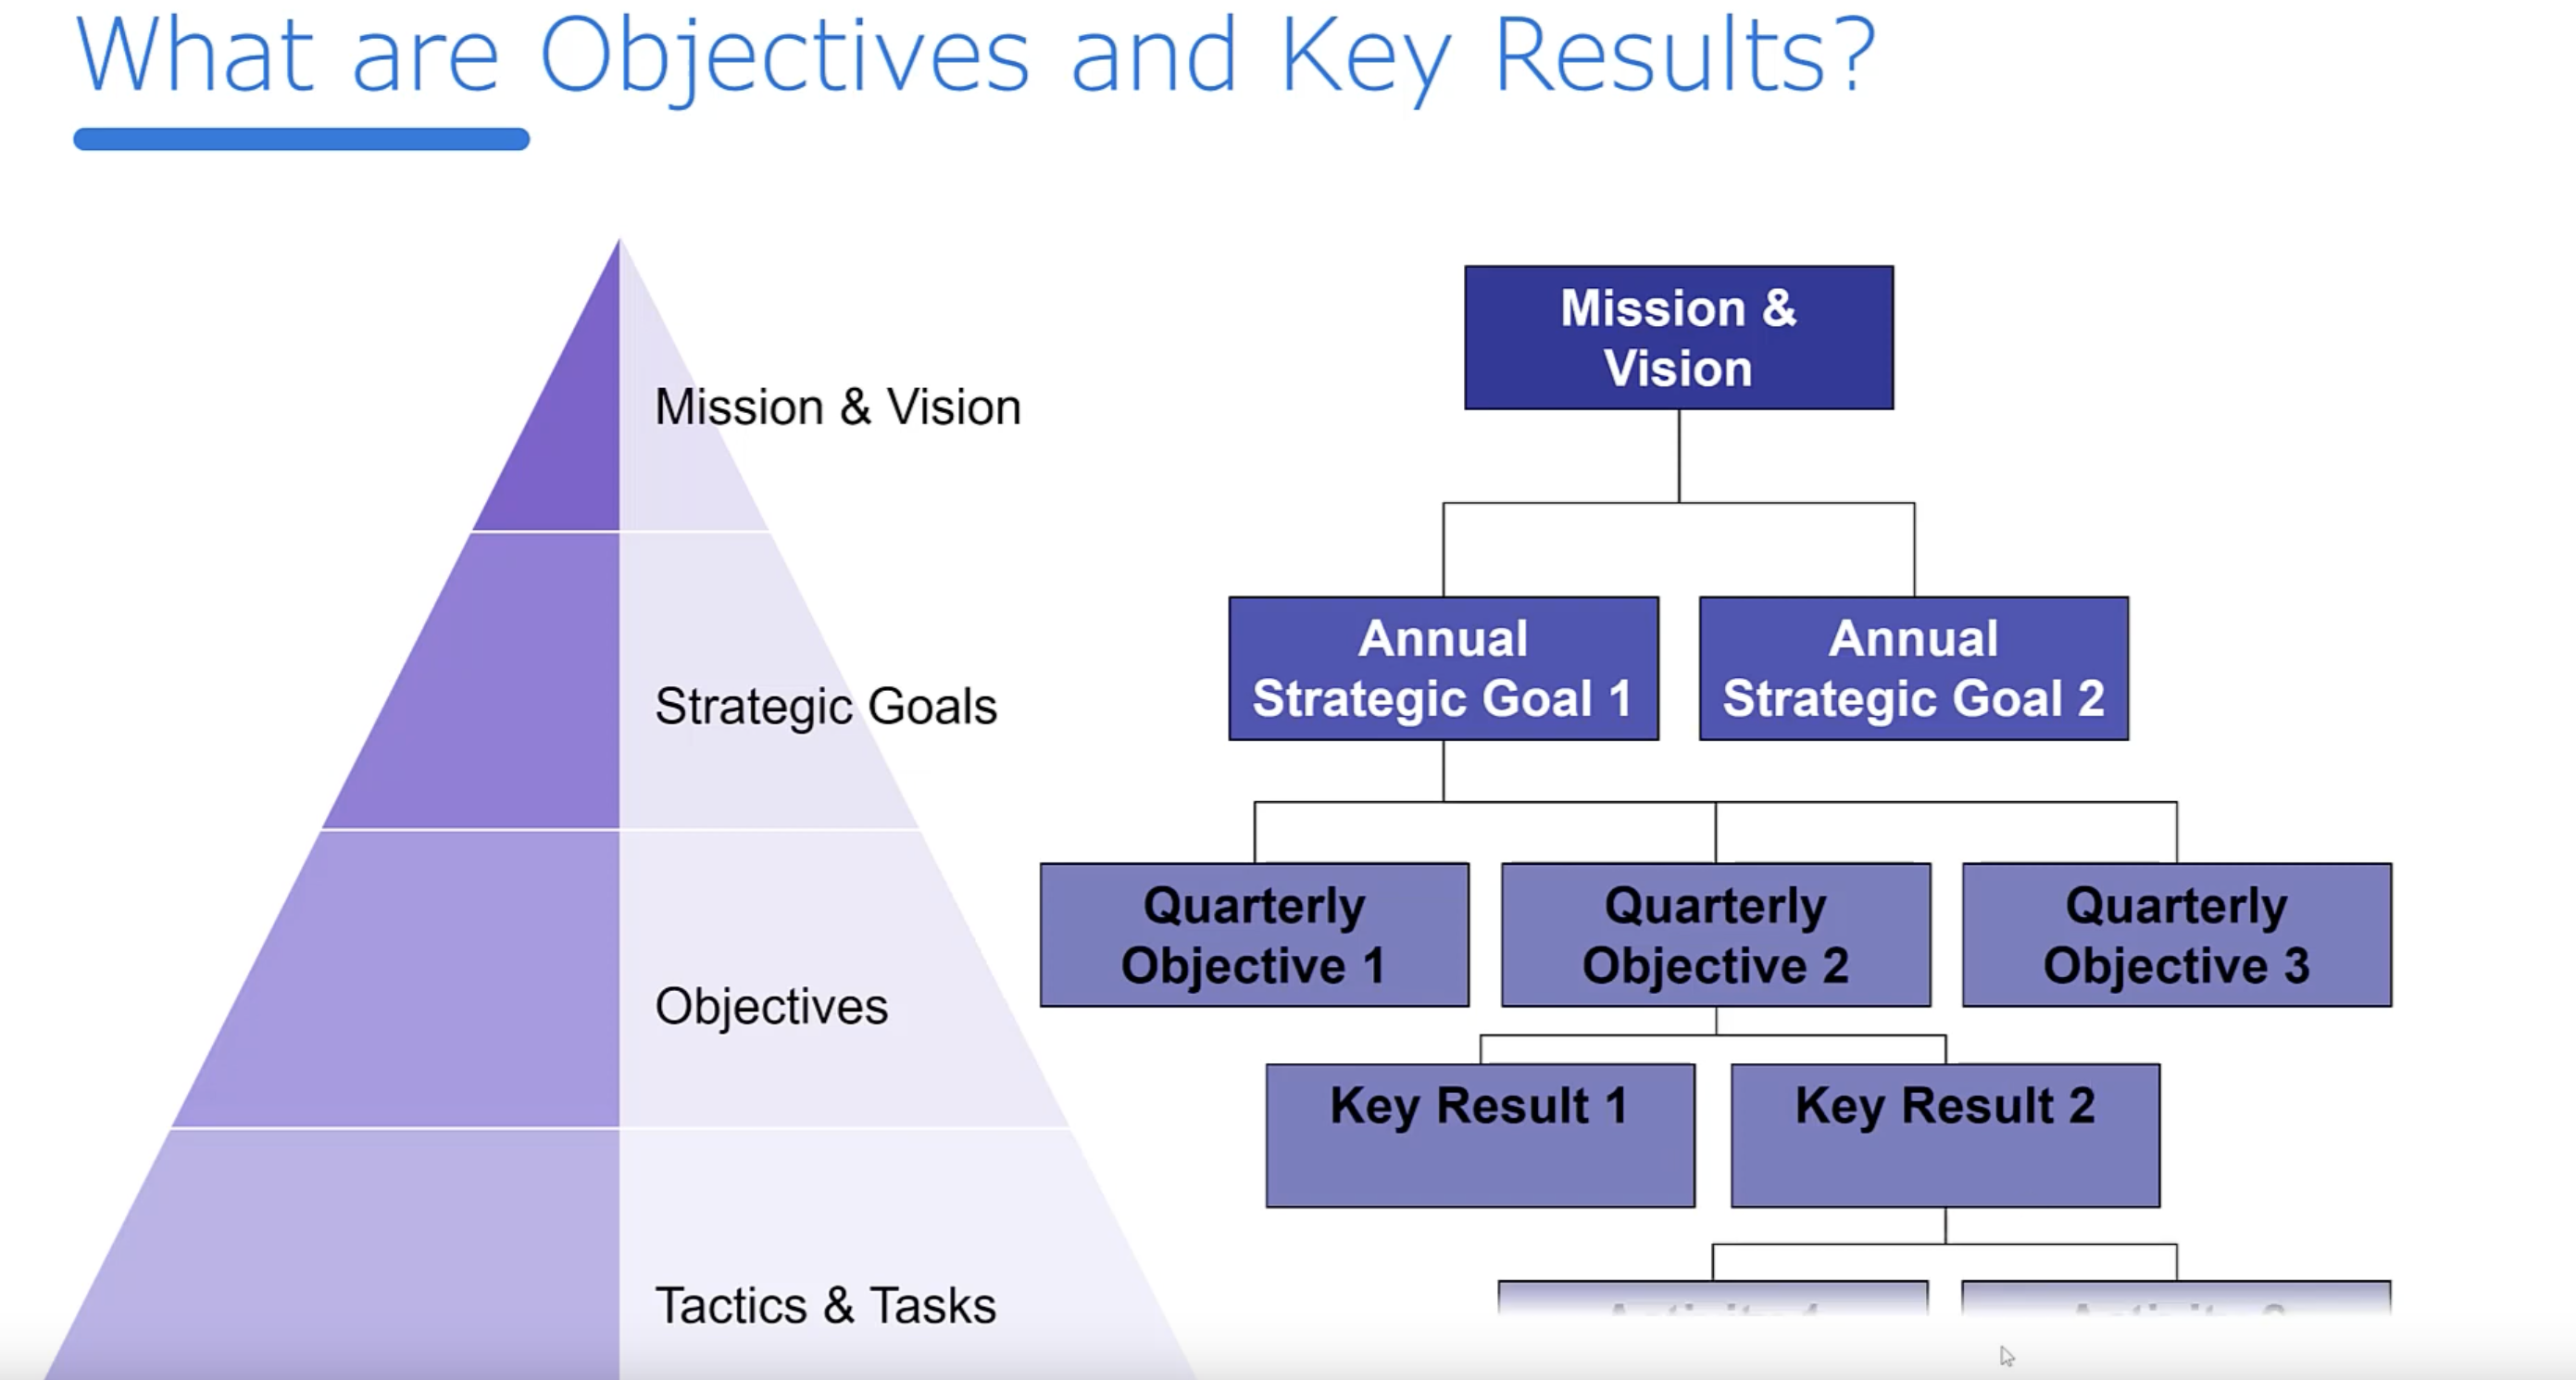 What are Objectives and Key Results?
Mission & Vision
Strategic Goals
Objectives
Tactics & Tasks
Mission &
Vision
Annual
Strategic Goal 1
Annual
Strategic Goal 2
Quarterly
Objective 1
Quarterly
Objective 2
Quarterly
Objective 3
Key Result 1
Key Result 2